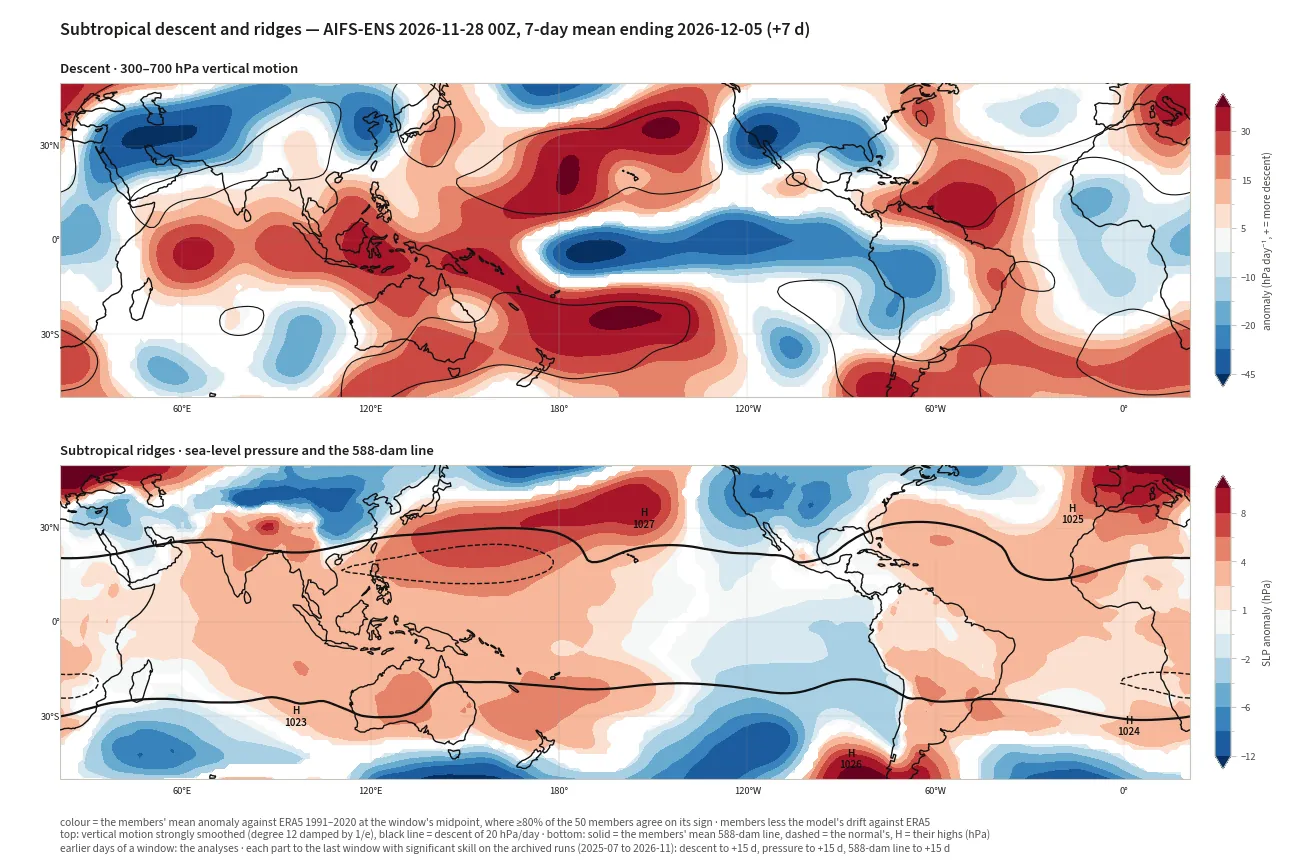 Subtropical descent and ridges — AIFS-ENS 2026-11-28 00Z, 7-day mean ending 2026-12-05 (+7 d)
Descent · 300–700 hPa vertical motion
30°N
0°
30°S
60°E
120°E
180°
120°W
60°W
0°
30
15
5
−10
−20
−45
anomaly (hPa day⁻¹, + = more descent)
Subtropical ridges · sea-level pressure and the 588-dam line
30°N
0°
30°S
H
1027
H
1025
H
1023
H
1024
H
1026
60°E
120°E
180°
120°W
60°W
0°
8
4
1
−2
−6
−12
SLP anomaly (hPa)
colour = the members' mean anomaly against ERA5 1991–2020 at the window's midpoint, where ≥80% of the 50 members agree on its sign · members less the model's drift against ERA5
top: vertical motion strongly smoothed (degree 12 damped by 1/e), black line = descent of 20 hPa/day · bottom: solid = the members' mean 588-dam line, dashed = the normal's, H = their highs (hPa)
earlier days of a window: the analyses · each part to the last window with significant skill on the archived runs (2025-07 to 2026-11): descent to +15 d, pressure to +15 d, 588-dam line to +15 d